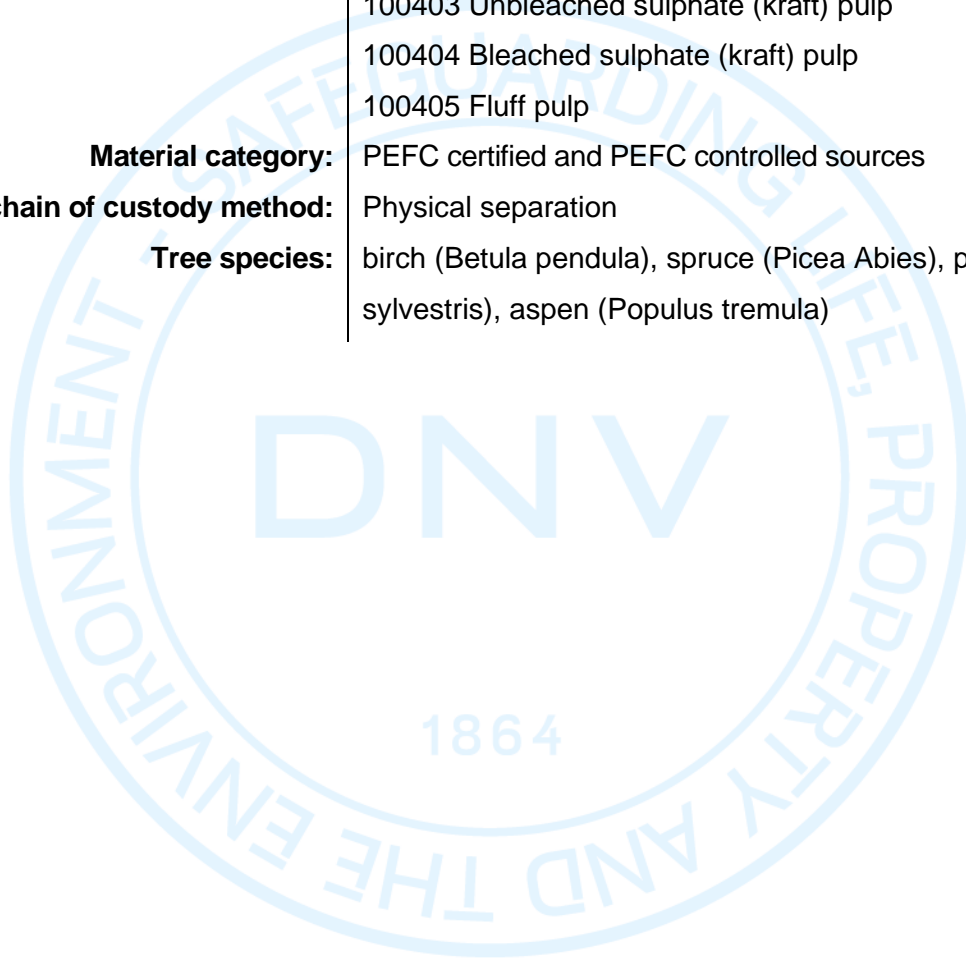 100403 Unbleached sulphate (kraft) pulp
100404 Bleached sulphate (kraft) pulp
100405 Fluff pulp
Material category: PEFC certified and PEFC controlled sources
chain of custody method: Physical separation
Tree species: birch (Betula pendula), spruce (Picea Abies), p
sylvestris), aspen (Populus tremula)
SAFEGUARDING LIFE, PROPERTY AND THE ENVIRONMENT
DNV
1864